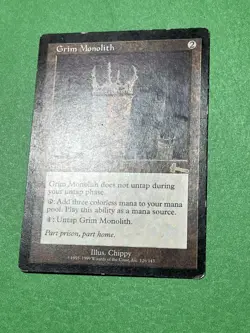 Grim Monolith 2
Grim Monolith does not untap during
your untap phase.
: Add three colorless mana to your mana
pool. Play this ability as a mana source.
4: Untap Grim Monolith.
Part prison, part home.
Illus. Chippy